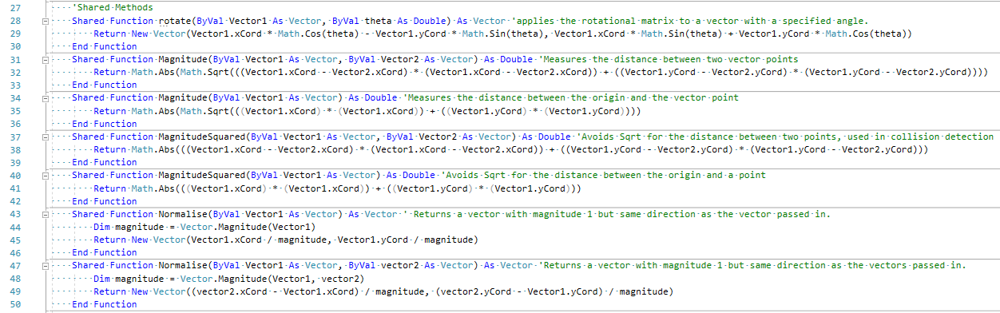 27 'Shared Methods
28 Shared Function rotate(ByVal Vector1 As Vector, ByVal theta As Double) As Vector 'applies the rotational matrix to a vector with a specified angle.
29 Return New Vector(Vector1.xCord * Math.Cos(theta) - Vector1.yCord * Math.Sin(theta), Vector1.xCord * Math.Sin(theta) + Vector1.yCord * Math.Cos(theta))
30 End Function
31 Shared Function Magnitude(ByVal Vector1 As Vector, ByVal Vector2 As Vector) As Double 'Measures the distance between two vector points
32 Return Math.Abs(Math.Sqrt(((Vector1.xCord - Vector2.xCord) * (Vector1.xCord - Vector2.xCord)) + ((Vector1.yCord - Vector2.yCord) * (Vector1.yCord - Vector2.yCord))))
33 End Function
34 Shared Function Magnitude(ByVal Vector1 As Vector) As Double 'Measures the distance between the origin and the vector point
35 Return Math.Abs(Math.Sqrt(((Vector1.xCord) * (Vector1.xCord)) + ((Vector1.yCord) * (Vector1.yCord))))
36 End Function
37 Shared Function MagnitudeSquared(ByVal Vector1 As Vector, ByVal Vector2 As Vector) As Double 'Avoids Sqrt for the distance between two points, used in collision detection
38 Return Math.Abs(((Vector1.xCord - Vector2.xCord) * (Vector1.xCord - Vector2.xCord)) + ((Vector1.yCord - Vector2.yCord) * (Vector1.yCord - Vector2.yCord)))
39 End Function
40 Shared Function MagnitudeSquared(ByVal Vector1 As Vector) As Double 'Avoids Sqrt for the distance between the origin and a point
41 Return Math.Abs(((Vector1.xCord) * (Vector1.xCord)) + ((Vector1.yCord) * (Vector1.yCord)))
42 End Function
43 Shared Function Normalise(ByVal Vector1 As Vector) As Vector ' Returns a vector with magnitude 1 but same direction as the vector passed in.
44 Dim magnitude = Vector.Magnitude(Vector1)
45 Return New Vector(Vector1.xCord / magnitude, Vector1.yCord / magnitude)
46 End Function
47 Shared Function Normalise(ByVal Vector1 As Vector, ByVal vector2 As Vector) As Vector 'Returns a vector with magnitude 1 but same direction as the vectors passed in.
48 Dim magnitude = Vector.Magnitude(Vector1, vector2)
49 Return New Vector((vector2.xCord - Vector1.xCord) / magnitude, (vector2.yCord - Vector1.yCord) / magnitude)
50 End Function